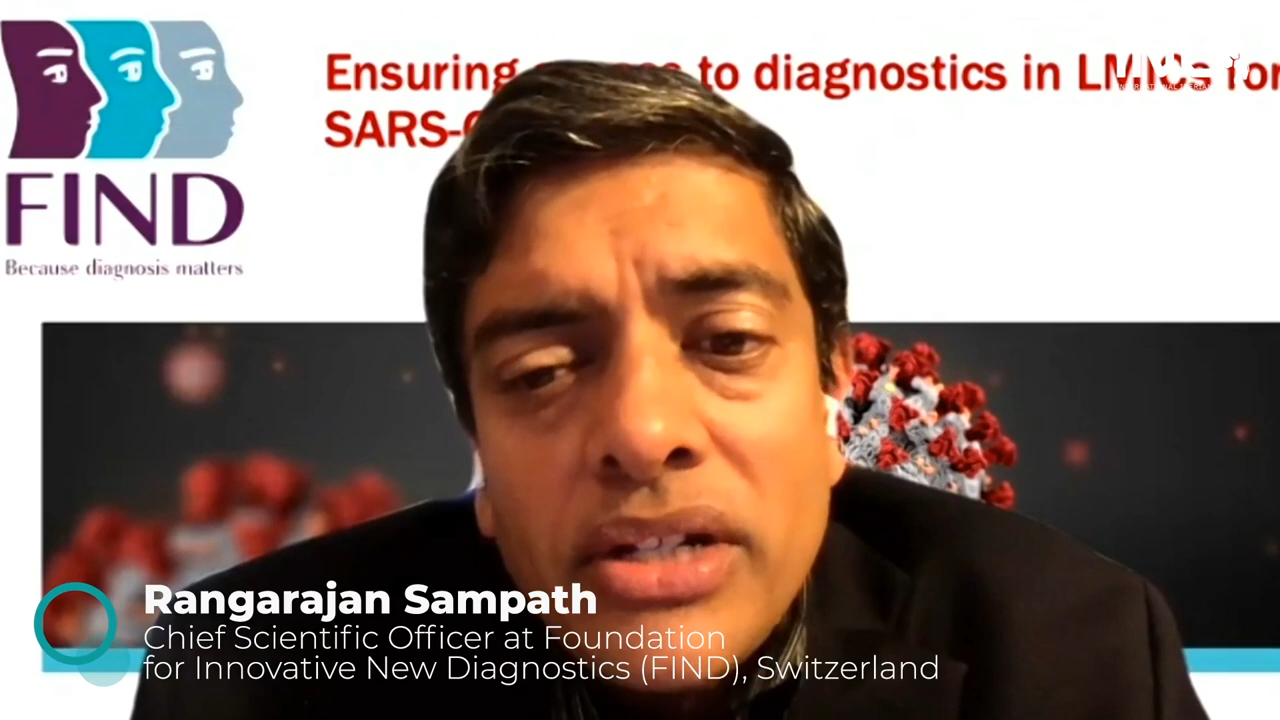 Ensuring to diagnostics in for
SARS-
FIND
Because diagnosis matters
Rangarajan Sampath
Chief Scientific Officer at Foundation
for Innovative New Diagnostics (FIND), Switzerland